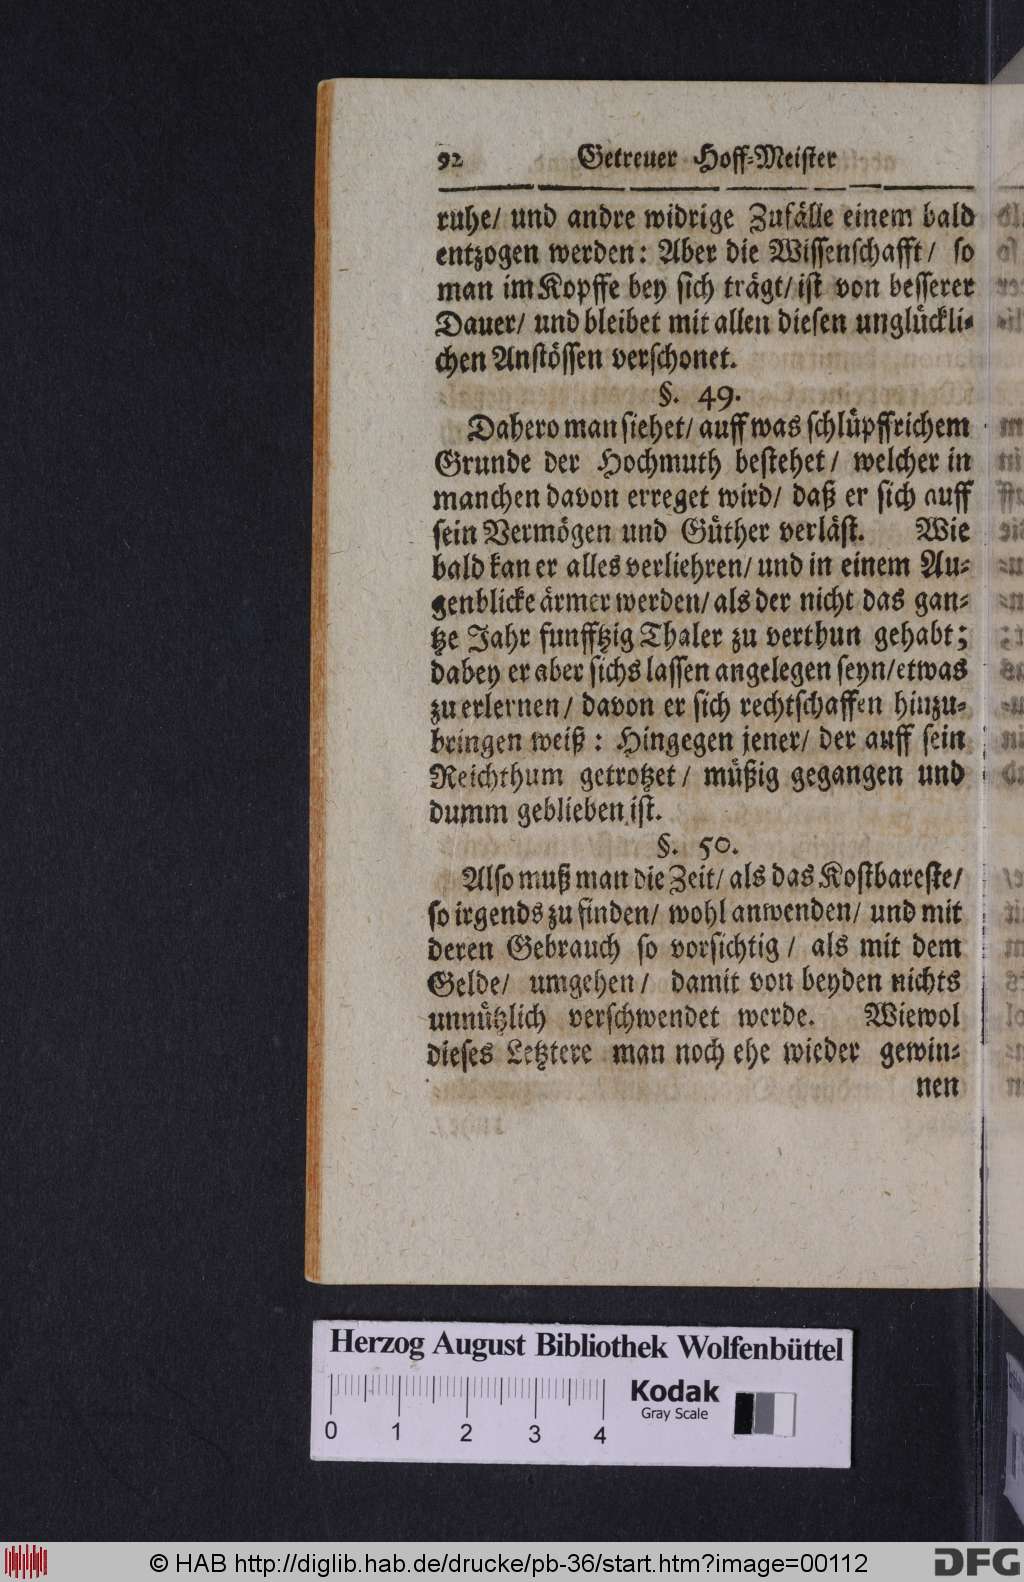 92 Getreuer Hoff-Meister
ruhe/ und andre widrige Zufälle einem bald
entzogen werden: Aber die Wissenschafft/ so
man im Kopffe bey sich trägt/ ist von besserer
Dauer/ und bleibet mit allen diesen unglückli-
chen Anstössen verschonet.
§. 49.
Dahero man siehet/ auff was schlüpffrichem
Grunde der Hochmuth bestehet/ welcher in
manchen davon erreget wird/ daß er sich auff
sein Vermögen und Güther verläst. Wie
bald kan er alles verliehren/ und in einem Au-
genblicke ärmer werden/ als der nicht das gan-
tze Jahr funfftzig Thaler zu verthun gehabt;
dabey er aber sichs lassen angelegen seyn/ etwas
zu erlernen/ davon er sich rechtschaffen hinzu-
bringen weiß: Hingegen jener/ der auff sein
Reichthum getrotzet/ müßig gegangen und
dumm geblieben ist.
§. 50.
Also muß man die Zeit/ als das Kostbareste/
so irgends zu finden/ wohl anwenden/ und mit
deren Gebrauch so vorsichtig/ als mit dem
Gelde/ umgehen/ damit von beyden nichts
unnützlich verschwendet werde. Wiewol
dieses Letztere man noch ehe wieder gewin-
nen
Herzog August Bibliothek Wolfenbüttel
Kodak
Gray Scale
0 1 2 3 4
© HAB http://diglib.hab.de/drucke/pb-36/start.htm?image=00112
DFG